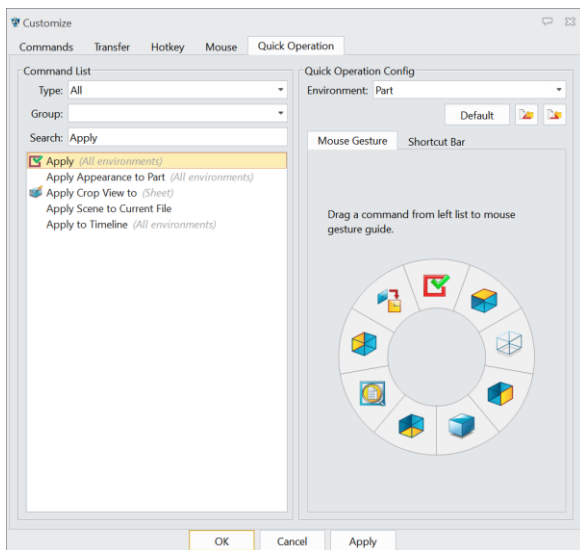 Customize
Commands Transfer Hotkey Mouse Quick Operation
Command List
Type: All
Group:
Search: Apply
Apply (All environments)
Apply Appearance to Part (All environments)
Apply Crop View to (Sheet)
Apply Scene to Current File
Apply to Timeline (All environments)
Quick Operation Config
Environment: Part
Default
Mouse Gesture Shortcut Bar
Drag a command from left list to mouse
gesture guide.
OK Cancel Apply